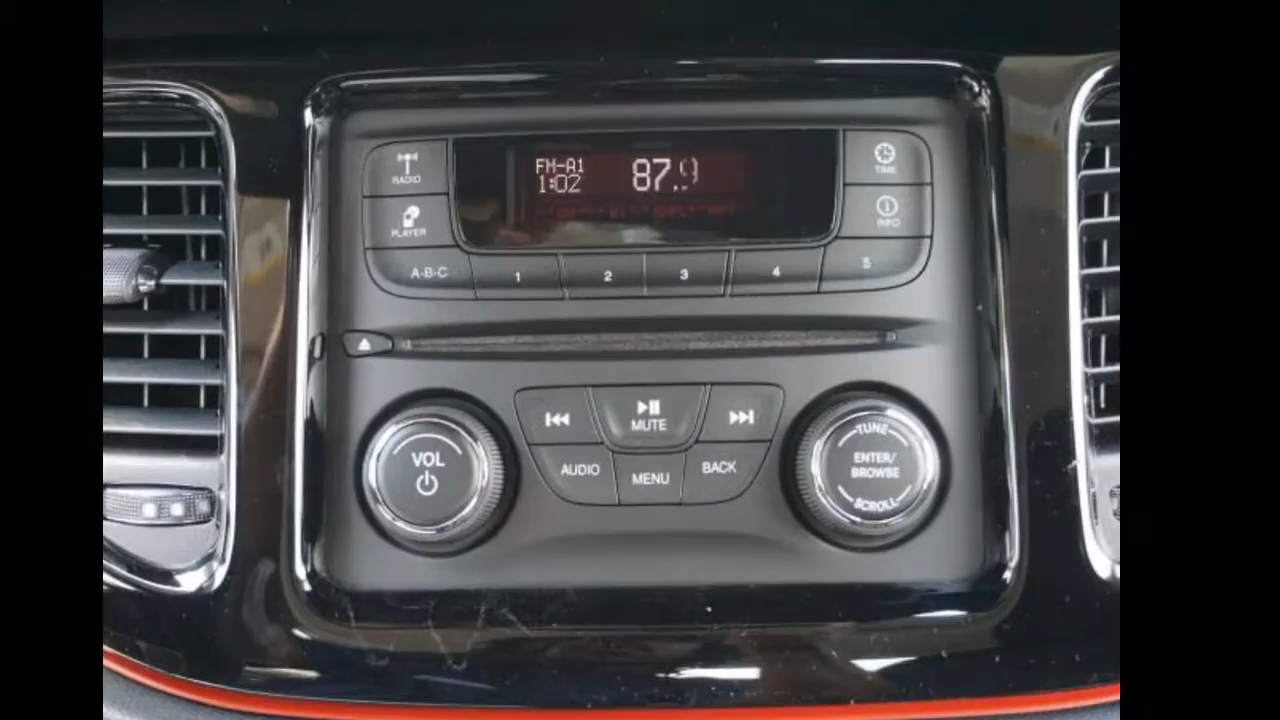 RADIO
PLAYER
FM-A1
1:02
87.9
TIME
INFO
A-B-C
1
2
3
4
5
VOL
MUTE
AUDIO
MENU
BACK
TUNE
ENTER/
BROWSE
SCROLL